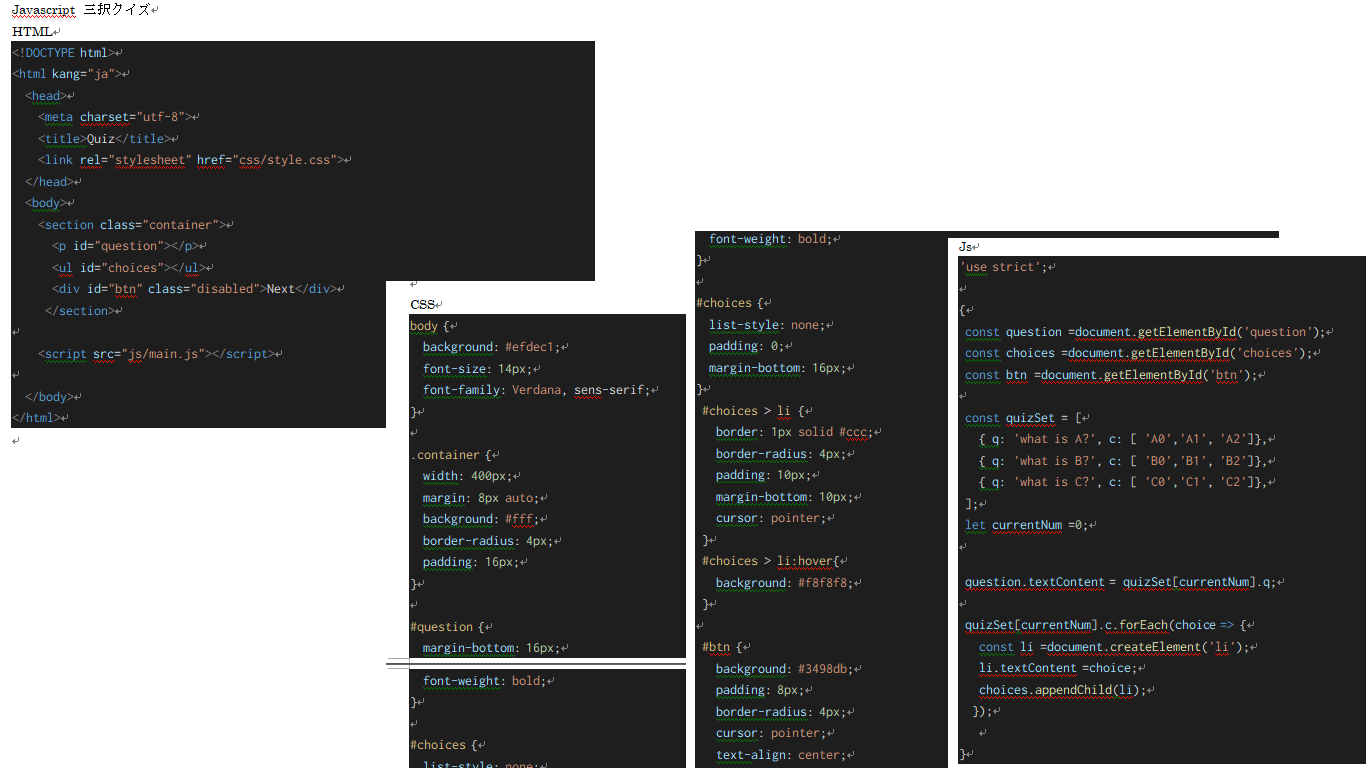 Javascript 三択クイズ
HTML
<!DOCTYPE html>
<html kang="ja">
<head>
<meta charset="utf-8">
<title>Quiz</title>
<link rel="stylesheet" href="css/style.css">
</head>
<body>
<section class="container">
<p id="question"></p>
<ul id="choices"></ul>
<div id="btn" class="disabled">Next</div>
</section>
<script src="js/main.js"></script>
</body>
</html>
CSS
body {
background: #efdec1;
font-size: 14px;
font-family: Verdana, sens-serif;
}
.container {
width: 400px;
margin: 8px auto;
background: #fff;
border-radius: 4px;
padding: 16px;
}
#question {
margin-bottom: 16px;
font-weight: bold;
}
#choices {
list-style: none;
font-weight: bold;
}
#choices {
list-style: none;
padding: 0;
margin-bottom: 16px;
}
#choices > li {
border: 1px solid #ccc;
border-radius: 4px;
padding: 10px;
margin-bottom: 10px;
cursor: pointer;
}
#choices > li:hover{
background: #f8f8f8;
}
#btn {
background: #3498db;
padding: 8px;
border-radius: 4px;
cursor: pointer;
text-align: center;
Js
'use strict';
{
const question =document.getElementById('question');
const choices =document.getElementById('choices');
const btn =document.getElementById('btn');
const quizSet = [
{ q: 'what is A?', c: [ 'A0','A1', 'A2']},
{ q: 'what is B?', c: [ 'B0','B1', 'B2']},
{ q: 'what is C?', c: [ 'C0','C1', 'C2']},
];
let currentNum =0;
question.textContent = quizSet[currentNum].q;
quizSet[currentNum].c.forEach(choice => {
const li =document.createElement('li');
li.textContent =choice;
choices.appendChild(li);
});
}